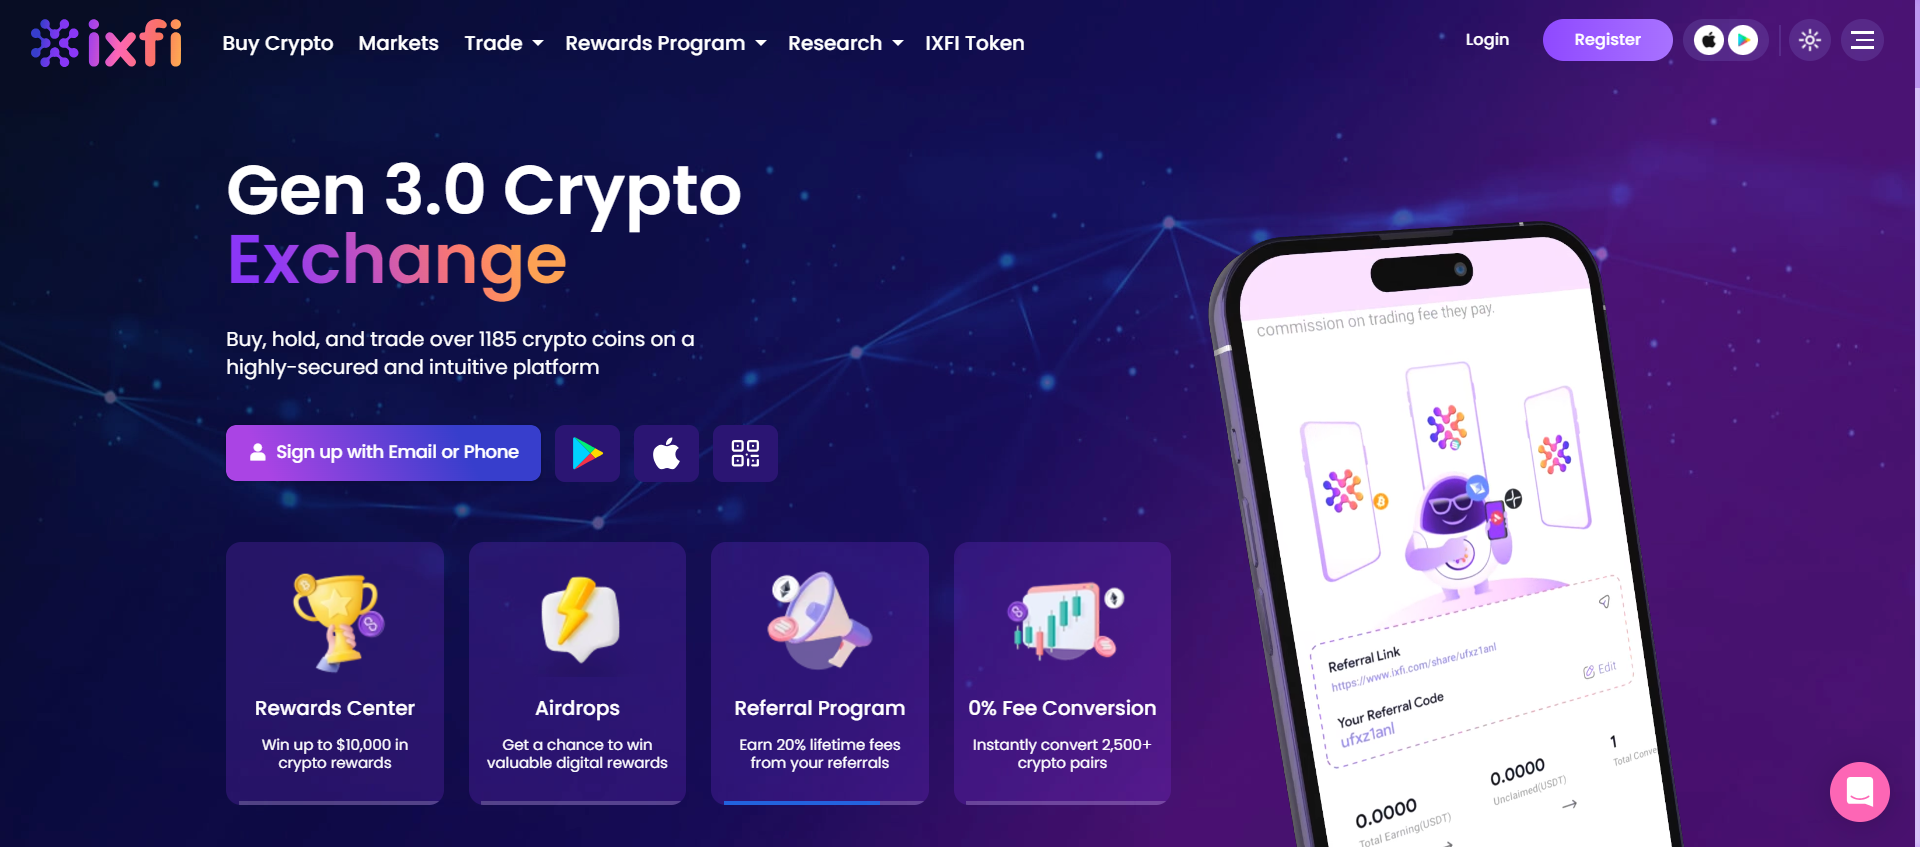 ixfi
Buy Crypto Markets Trade Rewards Program Research IXFI Token
Login Register
Gen 3.0 Crypto
Exchange
Buy, hold, and trade over 1185 crypto coins on a
highly-secured and intuitive platform
Sign up with Email or Phone
Rewards Center
Win up to $10,000 in
crypto rewards
Airdrops
Get a chance to win
valuable digital rewards
Referral Program
Earn 20% lifetime fees
from your referrals
0% Fee Conversion
Instantly convert 2,500+
crypto pairs
commission on trading fee they pay.
Referral Link
https://www.ixfi.com/share/ufxz1anl
Edit
Your Referral Code
ufxz1anl
0.0000
Total Earning(USDT)
0.0000
Unclaimed(USDT)
1
Total Conve